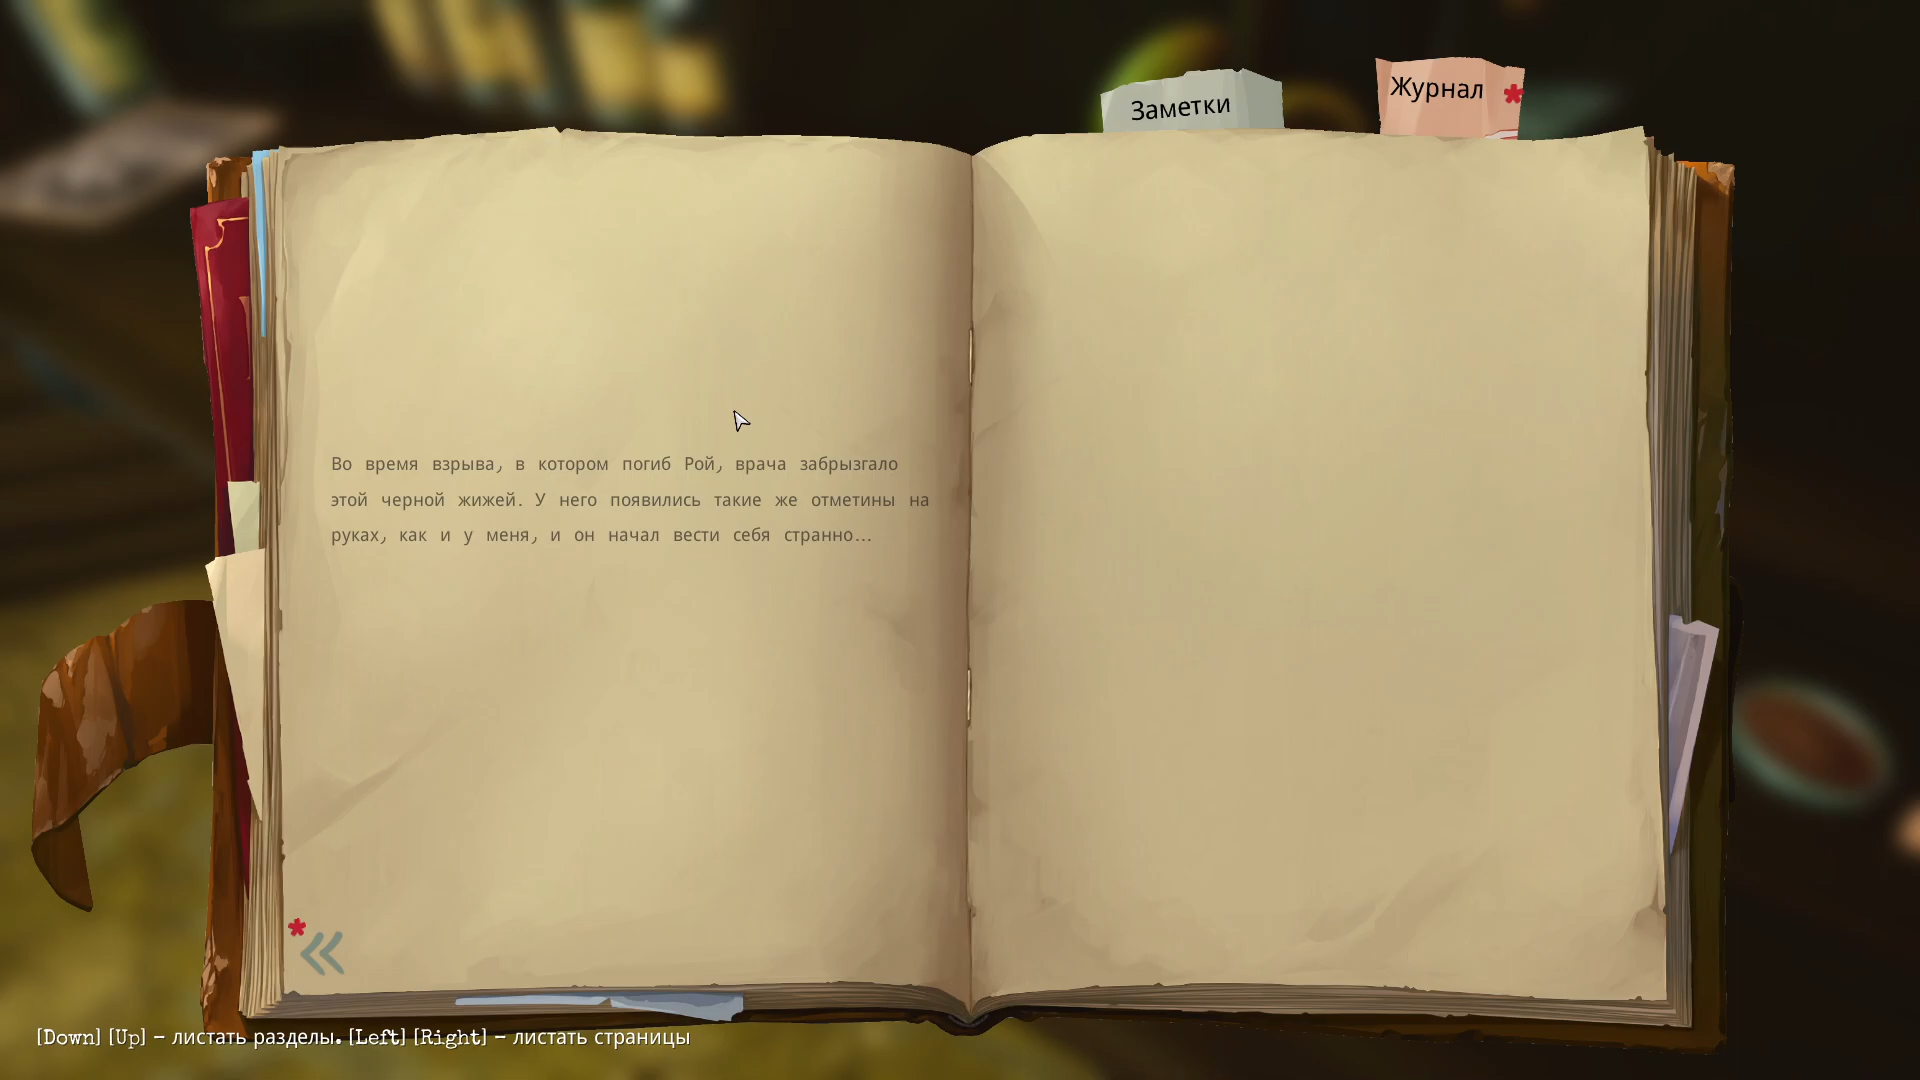 Заметки
Журнал *
Во время взрыва, в котором погиб Рой, врача забрызгало
этой черной жижей. У него появились такие же отметины на
руках, как и у меня, и он начал вести себя странно...
*
[Down] [Up] – листать разделы. [Left] [Right] – листать страницы